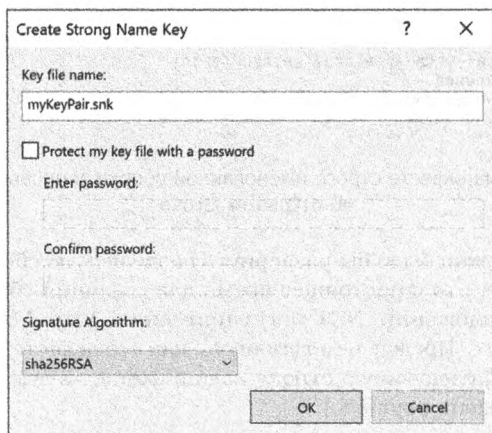 Create Strong Name Key ? X
Key file name:
myKeyPair.snk
Protect my key file with a password
Enter password:
Confirm password:
Signature Algorithm:
sha256RSA
OK Cancel